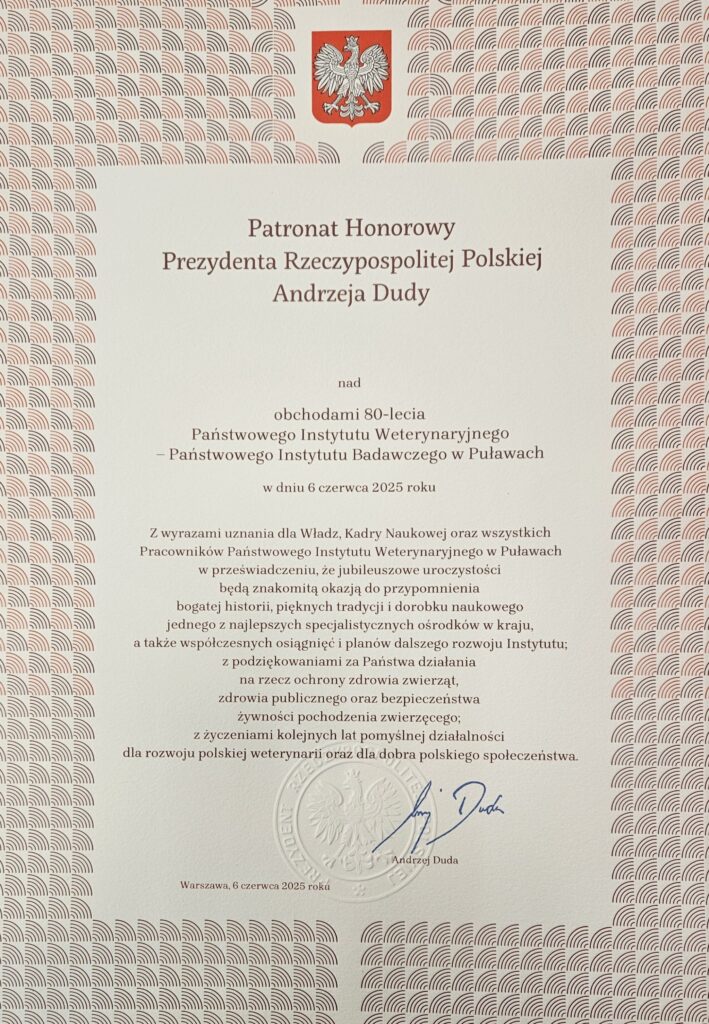 Patronat Honorowy
Prezydenta Rzeczypospolitej Polskiej
Andrzeja Dudy
nad
obchodami 80-lecia
Państwowego Instytutu Weterynaryjnego
– Państwowego Instytutu Badawczego w Puławach
w dniu 6 czerwca 2025 roku
Z wyrazami uznania dla Władz, Kadry Naukowej oraz wszystkich
Pracowników Państwowego Instytutu Weterynaryjnego w Puławach
w przeświadczeniu, że jubileuszowe uroczystości
będą znakomitą okazją do przypomnienia
bogatej historii, pięknych tradycji i dorobku naukowego
jednego z najlepszych specjalistycznych ośrodków w kraju,
a także współczesnych osiągnięć i planów dalszego rozwoju Instytutu;
z podziękowaniami za Państwa działania
na rzecz ochrony zdrowia zwierząt,
zdrowia publicznego oraz bezpieczeństwa
żywności pochodzenia zwierzęcego;
z życzeniami kolejnych lat pomyślnej działalności
dla rozwoju polskiej weterynarii oraz dla dobra polskiego społeczeństwa.
PREZYDENT RZECZYPOSPOLITEJ POLSKIEJ
Andrzej Duda
Warszawa, 6 czerwca 2025 roku